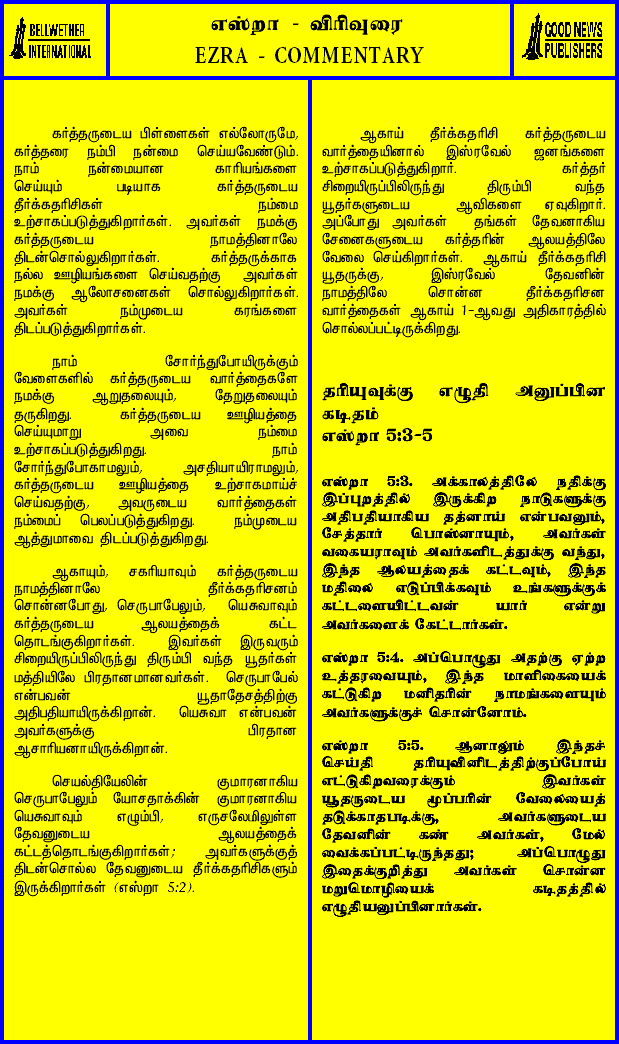 BELLWETHER
INTERNATIONAL
எஸ்றா - விரிவுரை
EZRA - COMMENTARY
GOOD NEWS
PUBLISHERS
கர்த்தருடைய பிள்ளைகள் எல்லோருமே,
கர்த்தரை நம்பி நன்மை செய்யவேண்டும்.
நாம் நன்மையான காரியங்களை
செய்யும் படியாக கர்த்தருடைய
தீர்க்கதரிசிகள் நம்மை
உற்சாகப்படுத்துகிறார்கள். அவர்கள் நமக்கு
கர்த்தருடைய நாமத்தினாலே
திடன்சொல்லுகிறார்கள். கர்த்தருக்காக
நல்ல ஊழியங்களை செய்வதற்கு அவர்கள்
நமக்கு ஆலோசனைகள் சொல்லுகிறார்கள்.
அவர்கள் நம்முடைய கரங்களை
திடப்படுத்துகிறார்கள்.
நாம் சோர்ந்துபோயிருக்கும்
வேளைகளில் கர்த்தருடைய வார்த்தைகளே
நமக்கு ஆறுதலையும், தேறுதலையும்
தருகிறது. கர்த்தருடைய ஊழியத்தை
செய்யுமாறு அவை நம்மை
உற்சாகப்படுத்துகிறது. நாம்
சோர்ந்துபோகாமலும், அசதியாயிராமலும்,
கர்த்தருடைய ஊழியத்தை உற்சாகமாய்ச்
செய்வதற்கு, அவருடைய வார்த்தைகள்
நம்மைப் பெலப்படுத்துகிறது. நம்முடைய
ஆத்துமாவை திடப்படுத்துகிறது.
ஆகாயும், சகரியாவும் கர்த்தருடைய
நாமத்தினாலே தீர்க்கதரிசனம்
சொன்னபோது, செருபாபேலும், யெசுவாவும்
கர்த்தருடைய ஆலயத்தைக் கட்ட
தொடங்குகிறார்கள். இவர்கள் இருவரும்
சிறையிருப்பிலிருந்து திரும்பி வந்த யூதர்கள்
மத்தியிலே பிரதானமானவர்கள். செருபாபேல்
என்பவன் யூதாதேசத்திற்கு
அதிபதியாயிருக்கிறான். யெசுவா என்பவன்
அவர்களுக்கு பிரதான
ஆசாரியனாயிருக்கிறான்.
செயல்தியேலின் குமாரனாகிய
செருபாபேலும் யோசதாக்கின் குமாரனாகிய
யெசுவாவும் எழும்பி, எருசலேமிலுள்ள
தேவனுடைய ஆலயத்தைக்
கட்டத்தொடங்குகிறார்கள்; அவர்களுக்குத்
திடன்சொல்ல தேவனுடைய தீர்க்கதரிசிகளும்
இருக்கிறார்கள் (எஸ்றா 5:2).
ஆகாய் தீர்க்கதரிசி கர்த்தருடைய
வார்த்தையினால் இஸ்ரவேல் ஜனங்களை
உற்சாகப்படுத்துகிறார். கர்த்தர்
சிறையிருப்பிலிருந்து திரும்பி வந்த
யூதர்களுடைய ஆவிகளை ஏவுகிறார்.
அப்போது அவர்கள் தங்கள் தேவனாகிய
சேனைகளுடைய கர்த்தரின் ஆலயத்திலே
வேலை செய்கிறார்கள். ஆகாய் தீர்க்கதரிசி
யூதருக்கு, இஸ்ரவேல் தேவனின்
நாமத்திலே சொன்ன தீர்க்கதரிசன
வார்த்தைகள் ஆகாய் 1-ஆவது அதிகாரத்தில்
சொல்லப்பட்டிருக்கிறது.
தரியுவுக்கு எழுதி அனுப்பின
கடிதம்
எஸ்றா 5:3-5
எஸ்றா 5:3. அக்காலத்திலே நதிக்கு
இப்புறத்தில் இருக்கிற நாடுகளுக்கு
அதிபதியாகிய தத்னாய் என்பவனும்,
சேத்தார் பொஸ்னாயும், அவர்கள்
வகையராவும் அவர்களிடத்துக்கு வந்து,
இந்த ஆலயத்தைக் கட்டவும், இந்த
மதிலை எடுப்பிக்கவும் உங்களுக்குக்
கட்டளையிட்டவன் யார் என்று
அவர்களைக் கேட்டார்கள்.
எஸ்றா 5:4. அப்பொழுது அதற்கு ஏற்ற
உத்தரவையும், இந்த மாளிகையைக்
கட்டுகிற மனிதரின் நாமங்களையும்
அவர்களுக்குச் சொன்னோம்.
எஸ்றா 5:5. ஆனாலும் இந்தச்
செய்தி தரியுவினிடத்திற்குப்போய்
எட்டுகிறவரைக்கும் இவர்கள்
யூதருடைய மூப்பரின் வேலையைத்
தடுக்காதபடிக்கு, அவர்களுடைய
தேவனின் கண் அவர்கள், மேல்
வைக்கப்பட்டிருந்தது; அப்பொழுது
இதைக்குறித்து அவர்கள் சொன்ன
மறுமொழியைக் கடிதத்தில்
எழுதியனுப்பினார்கள்.